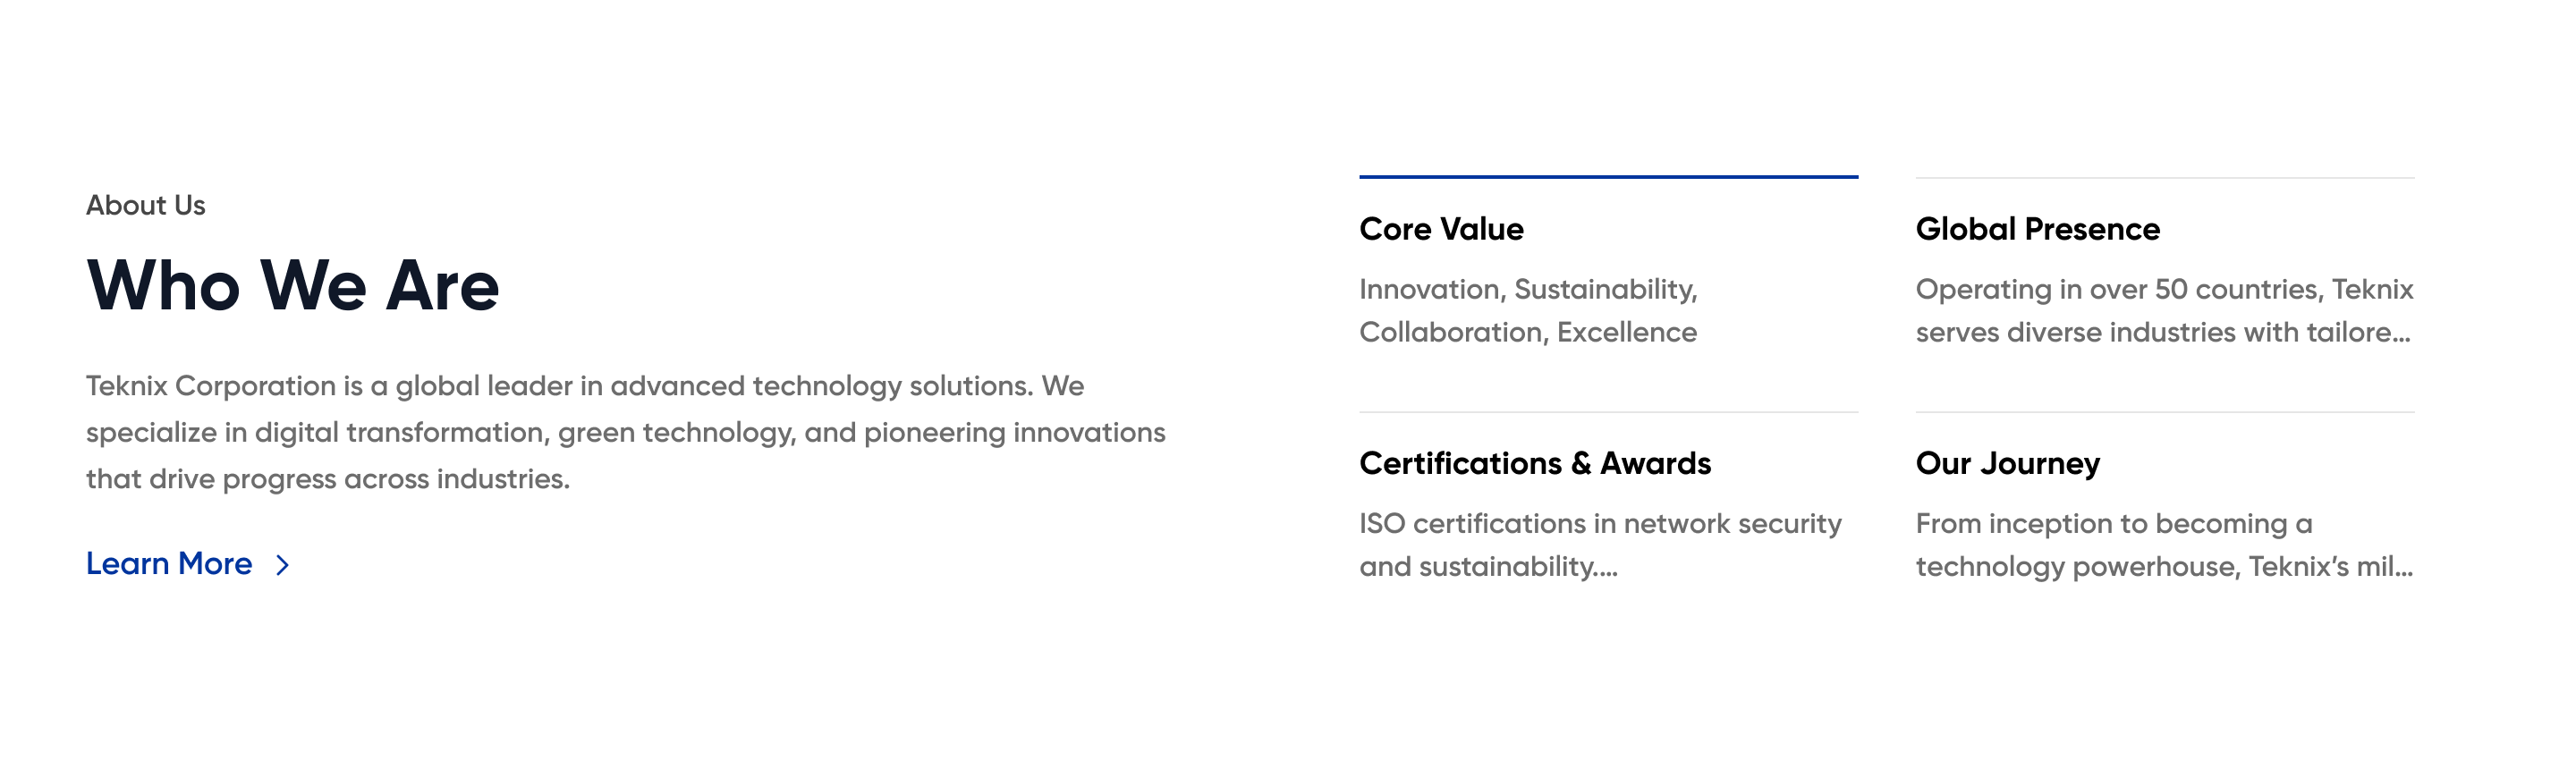 About Us
Who We Are
Teknix Corporation is a global leader in advanced technology solutions. We
specialize in digital transformation, green technology, and pioneering innovations
that drive progress across industries.
Learn More
Core Value
Innovation, Sustainability,
Collaboration, Excellence
Global Presence
Operating in over 50 countries, Teknix
serves diverse industries with tailore...
Certifications & Awards
ISO certifications in network security
and sustainability....
Our Journey
From inception to becoming a
technology powerhouse, Teknix’s mil...